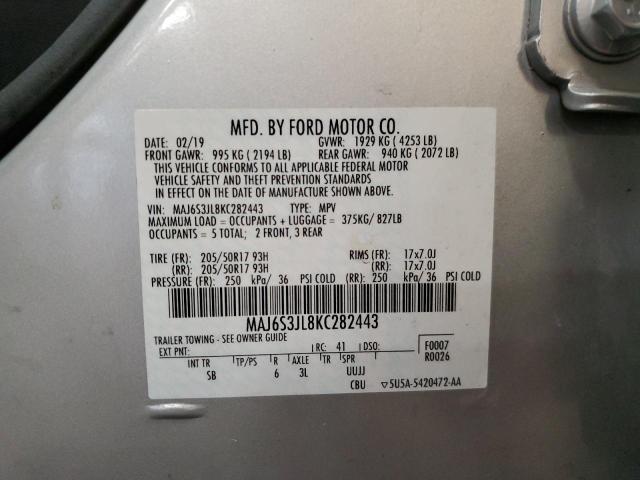 MFD. BY FORD MOTOR CO.
DATE: 02/19 GVWR: 1929 KG ( 4253 LB)
FRONT GAWR: 995 KG ( 2194 LB) REAR GAWR: 940 KG ( 2072 LB)
THIS VEHICLE CONFORMS TO ALL APPLICABLE FEDERAL MOTOR
VEHICLE SAFETY AND THEFT PREVENTION STANDARDS
IN EFFECT ON THE DATE OF MANUFACTURE SHOWN ABOVE.
VIN: MAJ6S3JL8KC282443 TYPE: MPV
MAXIMUM LOAD = OCCUPANTS + LUGGAGE = 375KG/ 827LB
OCCUPANTS = 5 TOTAL; 2 FRONT, 3 REAR
TIRE (FR): 205/50R17 93H RIMS (FR): 17x7.0J
(RR): 205/50R17 93H (RR): 17x7.0J
PRESSURE (FR): 250 kPa/ 36 PSI COLD (RR): 250 kPa/ 36 PSI COLD
MAJ6S3JL8KC282443
TRAILER TOWING - SEE OWNER GUIDE
EXT PNT: RC: 41 DSO: F0007
R0026
INT TR TP/PS R AXLE TR SPR
SB 6 3L UUJJ
CBU ▽5U5A-5420472-AA